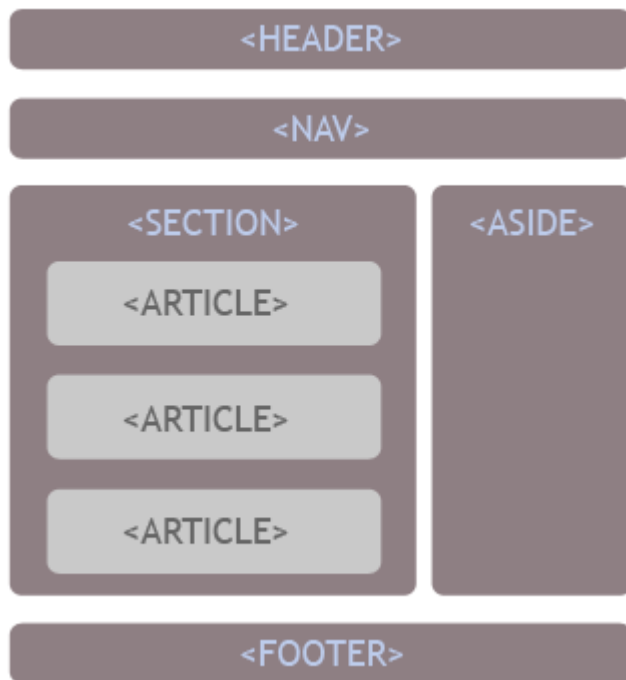 <HEADER>
<NAV>
<SECTION>
<ARTICLE>
<ARTICLE>
<ARTICLE>
<ASIDE>
<FOOTER>